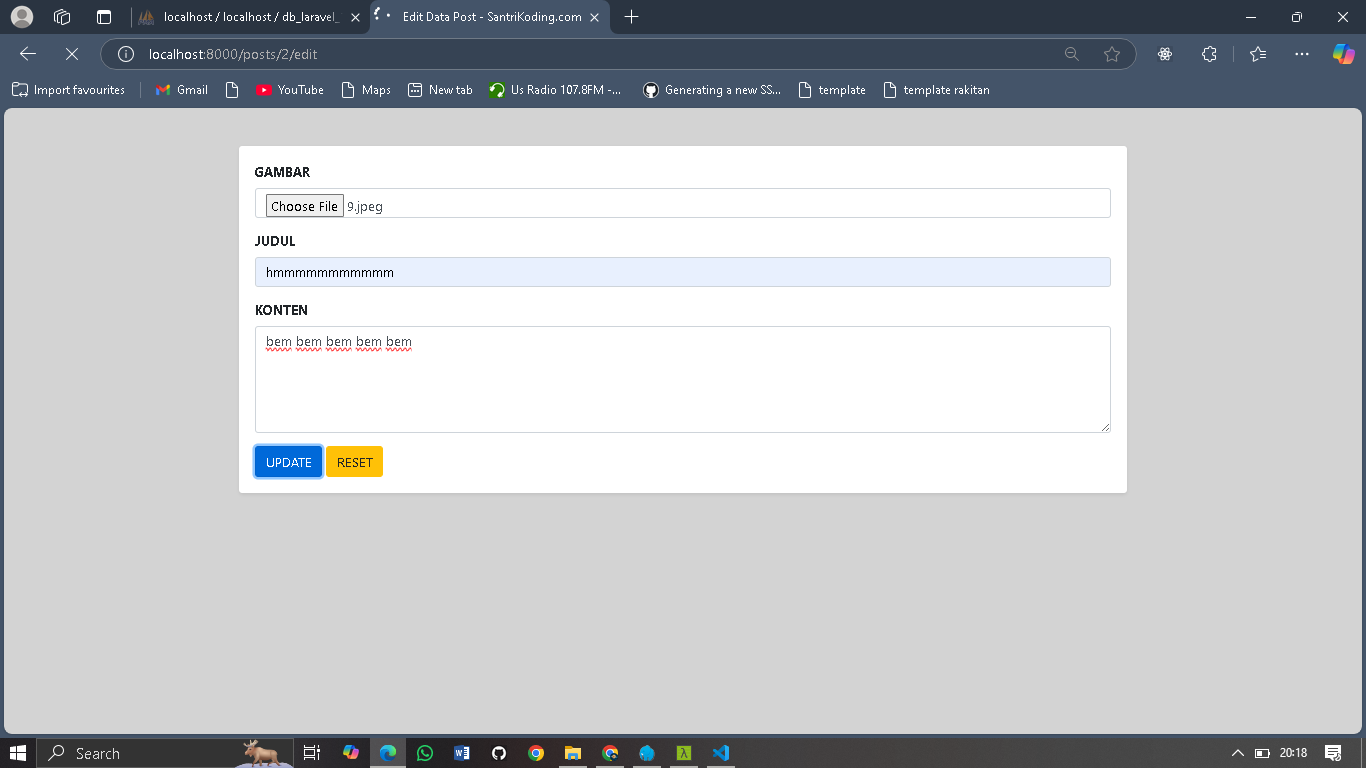 localhost / localhost / db_laravel_
Edit Data Post - SantriKoding.com
localhost:8000/posts/2/edit
Import favourites
Gmail
YouTube
Maps
New tab
Us Radio 107.8FM -...
Generating a new SS...
template
template rakitan
GAMBAR
Choose File 9.jpeg
JUDUL
hmmmmmmmmmmm
KONTEN
bem bem bem bem bem
UPDATE RESET
Search
20:18